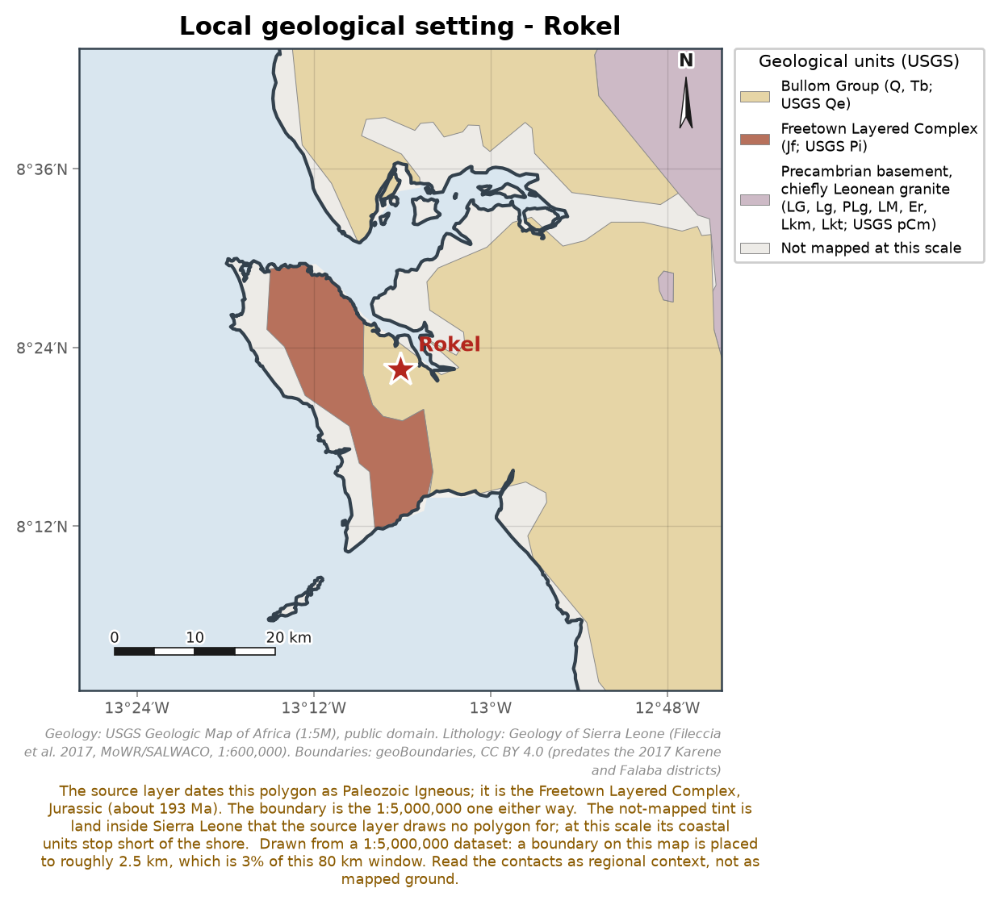 Local geological setting - Rokel
N
Geological units (USGS)
Bullom Group (Q, Tb;
USGS Qe)
Freetown Layered Complex
(Jf; USGS Pi)
Precambrian basement,
chiefly Leonean granite
(LG, Lg, PLg, LM, Er,
Lkm, Lkt; USGS pCm)
Not mapped at this scale
8°36′N
8°24′N
8°12′N
Rokel
0 10 20 km
13°24′W 13°12′W 13°W 12°48′W
Geology: USGS Geologic Map of Africa (1:5M), public domain. Lithology: Geology of Sierra Leone (Fileccia
et al. 2017, MoWR/SALWACO, 1:600,000). Boundaries: geoBoundaries, CC BY 4.0 (predates the 2017 Karene
and Falaba districts)
The source layer dates this polygon as Paleozoic Igneous; it is the Freetown Layered Complex,
Jurassic (about 193 Ma). The boundary is the 1:5,000,000 one either way.  The not-mapped tint is
land inside Sierra Leone that the source layer draws no polygon for; at this scale its coastal
units stop short of the shore.  Drawn from a 1:5,000,000 dataset: a boundary on this map is placed
to roughly 2.5 km, which is 3% of this 80 km window. Read the contacts as regional context, not as
mapped ground.